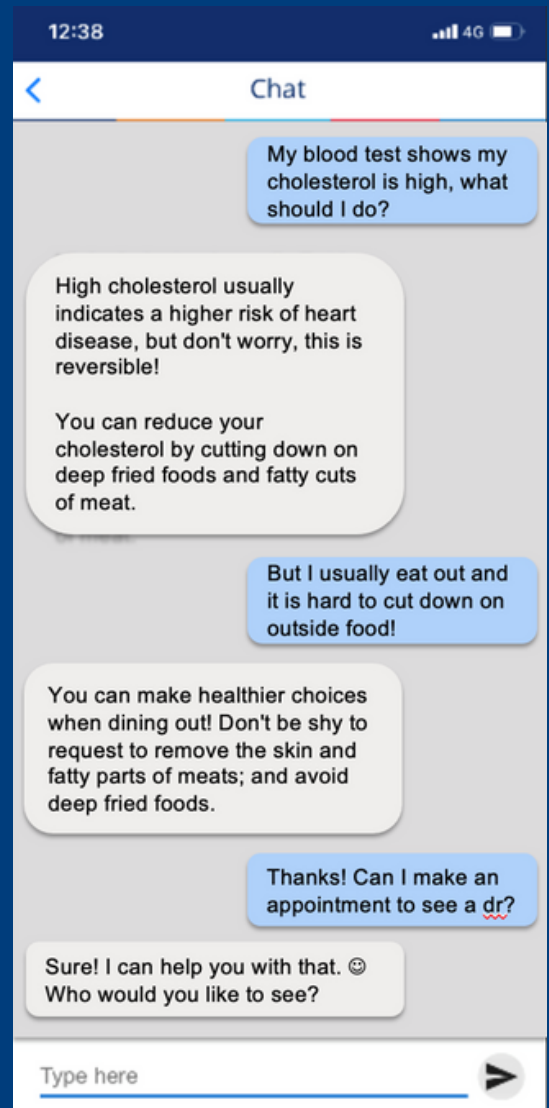 12:38
4G
Chat
My blood test shows my
cholesterol is high, what
should I do?
High cholesterol usually
indicates a higher risk of heart
disease, but don't worry, this is
reversible!
You can reduce your
cholesterol by cutting down on
deep fried foods and fatty cuts
of meat.
But I usually eat out and
it is hard to cut down on
outside food!
You can make healthier choices
when dining out! Don't be shy to
request to remove the skin and
fatty parts of meats; and avoid
deep fried foods.
Thanks! Can I make an
appointment to see a dr?
Sure! I can help you with that. ☺
Who would you like to see?
Type here